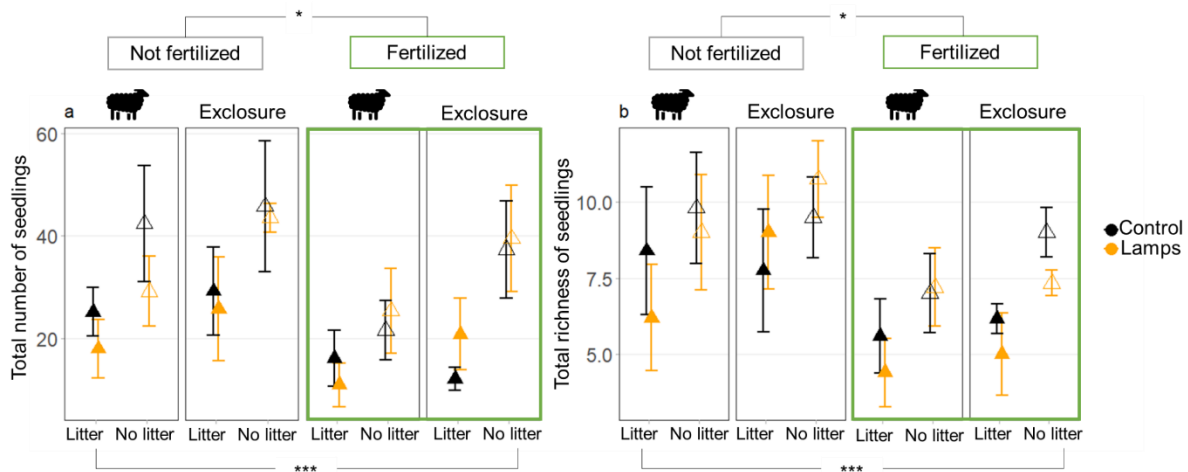 *
Not fertilized
Fertilized
a
Exclosure
Exclosure
Total number of seedlings
60
40
20
Litter
No litter
Litter
No litter
Litter
No litter
Litter
No litter
***
*
Not fertilized
Fertilized
b
Exclosure
Exclosure
Total richness of seedlings
10.0
7.5
5.0
Litter
No litter
Litter
No litter
Litter
No litter
Litter
No litter
***
Control
Lamps